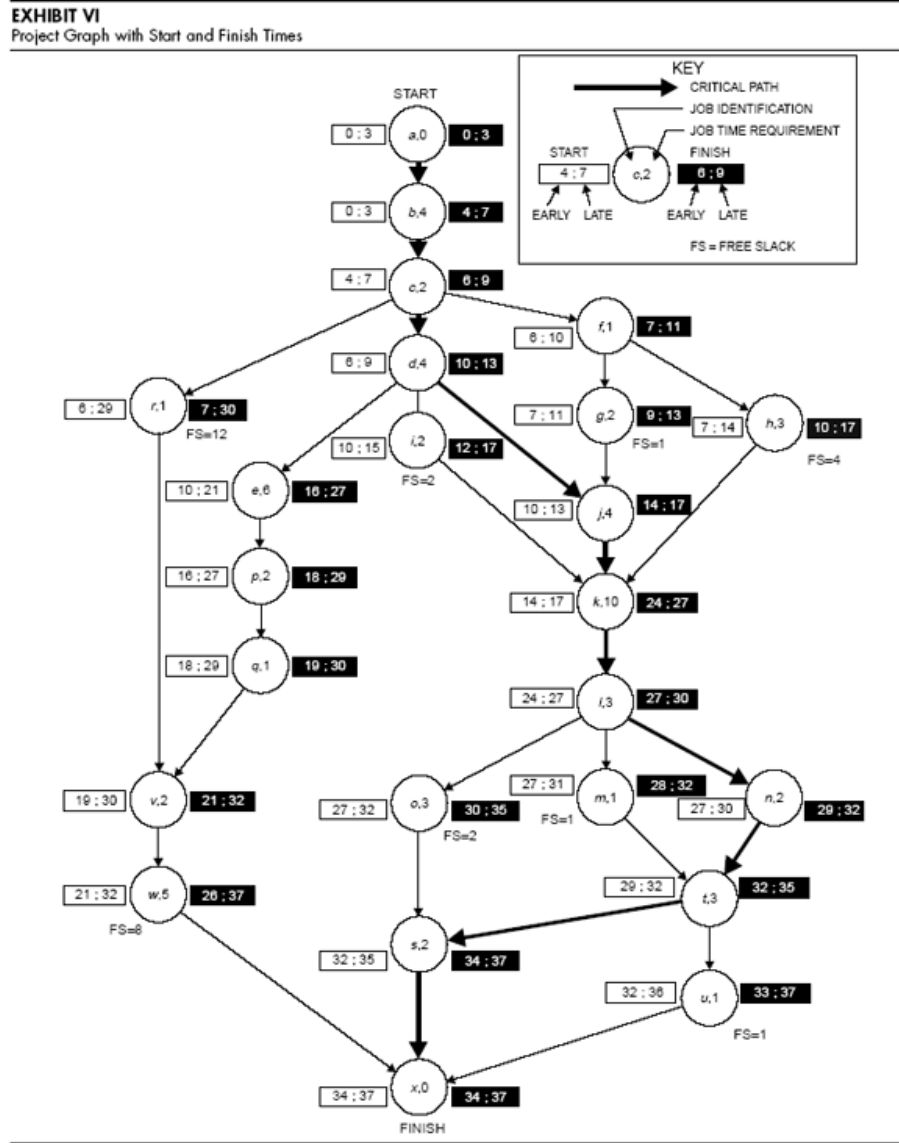 EXHIBIT VI
Project Graph with Start and Finish Times
KEY
CRITICAL PATH
JOB IDENTIFICATION
JOB TIME REQUIREMENT
START
FINISH
4 ; 7
c,2
6 ; 9
EARLY LATE
EARLY LATE
FS = FREE SLACK
START
0 ; 3
a,0
0 ; 3
0 ; 3
b,4
4 ; 7
4 ; 7
c,2
6 ; 9
6 ; 10
f,1
7 ; 11
6 ; 9
d,4
10 ; 13
6 ; 29
r,1
7 ; 30
FS=12
10 ; 15
i,2
12 ; 17
FS=2
7 ; 11
g,2
9 ; 13
FS=1
7 ; 14
h,3
10 ; 17
FS=4
10 ; 21
e,6
16 ; 27
10 ; 13
j,4
14 ; 17
16 ; 27
p,2
18 ; 29
14 ; 17
k,10
24 ; 27
18 ; 29
q,1
19 ; 30
24 ; 27
l,3
27 ; 30
19 ; 30
v,2
21 ; 32
27 ; 32
o,3
30 ; 35
FS=2
27 ; 31
m,1
28 ; 32
FS=1
27 ; 30
n,2
29 ; 32
21 ; 32
w,5
26 ; 37
FS=8
29 ; 32
t,3
32 ; 35
32 ; 35
s,2
34 ; 37
32 ; 36
u,1
33 ; 37
FS=1
34 ; 37
x,0
34 ; 37
FINISH